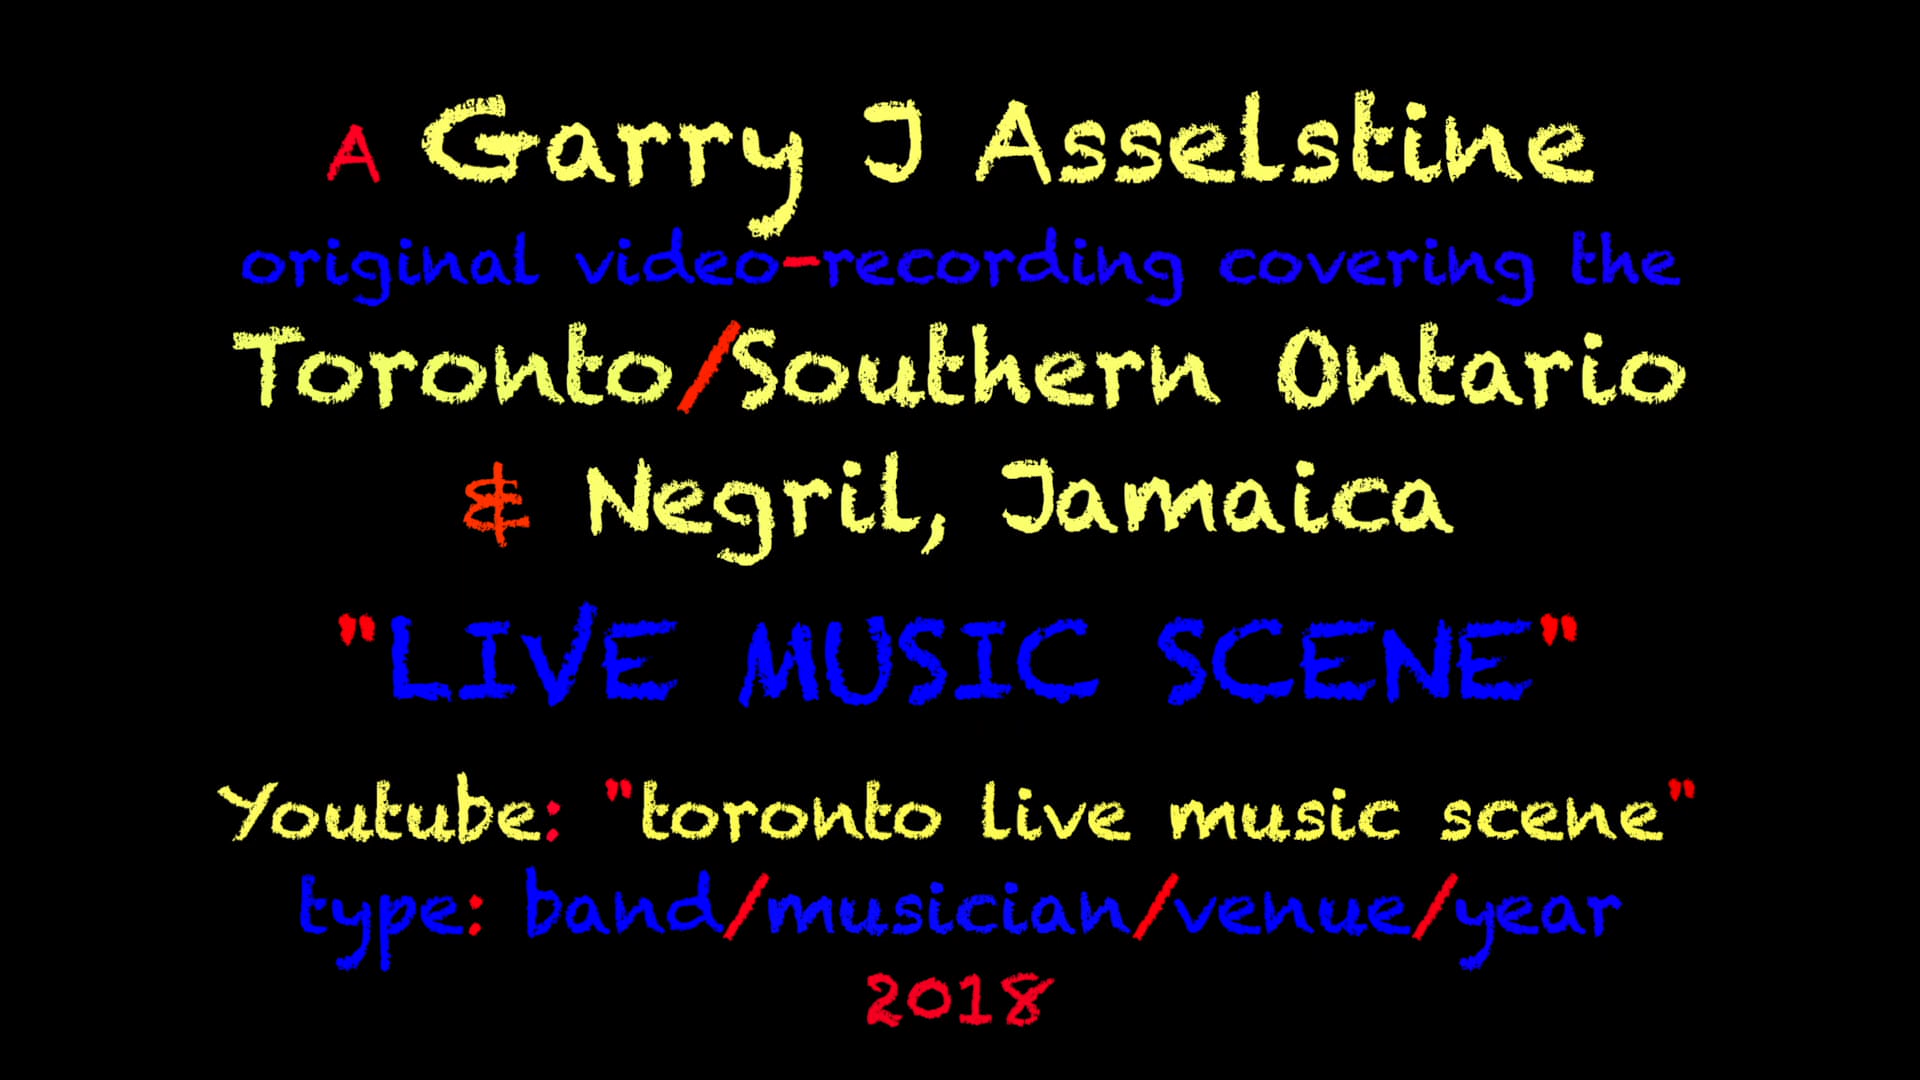 A Garry J Asselstine
original video-recording covering the
Toronto/Southern Ontario
& Negril, Jamaica
"LIVE MUSIC SCENE"
Youtube: "toronto live music scene"
type: band/musician/venue/year
2018